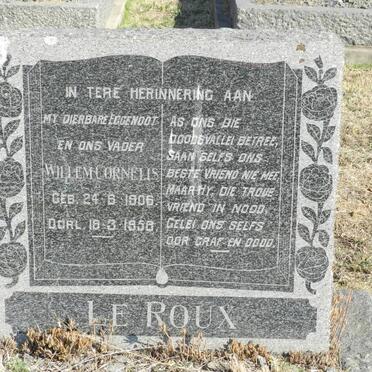 IN TERE HERINNERING AAN
MY DIERBARE EGGENOOT
EN ONS VADER
WILLEM CORNELIS
GEB. 24-6-1906
OORL. 18-3-1958
AS ONS DIE
DOODSVALLEI BETREE,
GAAN SELFS ONS
BESTE VRIEND NIE MEE,
MAAR HY, DIE TROUE
VRIEND IN NOOD,
GELEI ONS SELFS
OOR GRAF EN DOOD.
LE ROUX